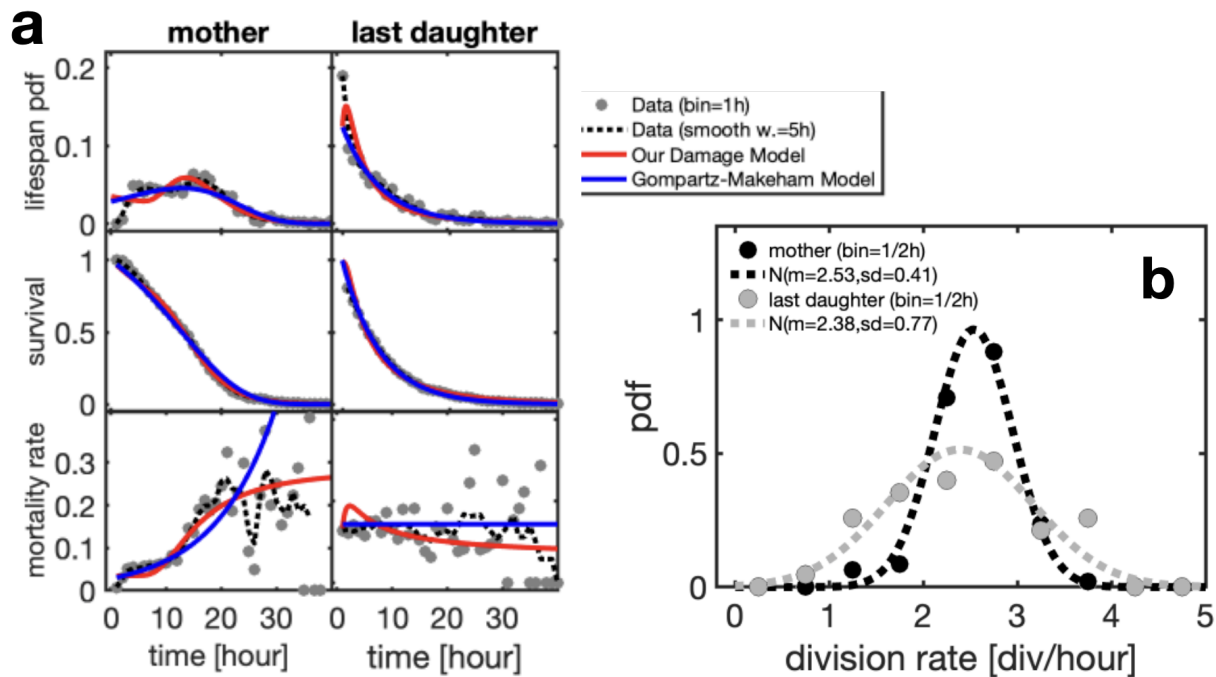 a
mother
last daughter
lifespan pdf
0.2
0.1
0
Data (bin=1h)
Data (smooth w.=5h)
Our Damage Model
Gompartz-Makeham Model
survival
1
0.5
0
mortality rate
0.3
0.2
0.1
0
0 10 20 30
0 10 20 30
time [hour]
time [hour]
b
mother (bin=1/2h)
N(m=2.53,sd=0.41)
last daughter (bin=1/2h)
N(m=2.38,sd=0.77)
pdf
1
0.5
0
0 1 2 3 4 5
division rate [div/hour]